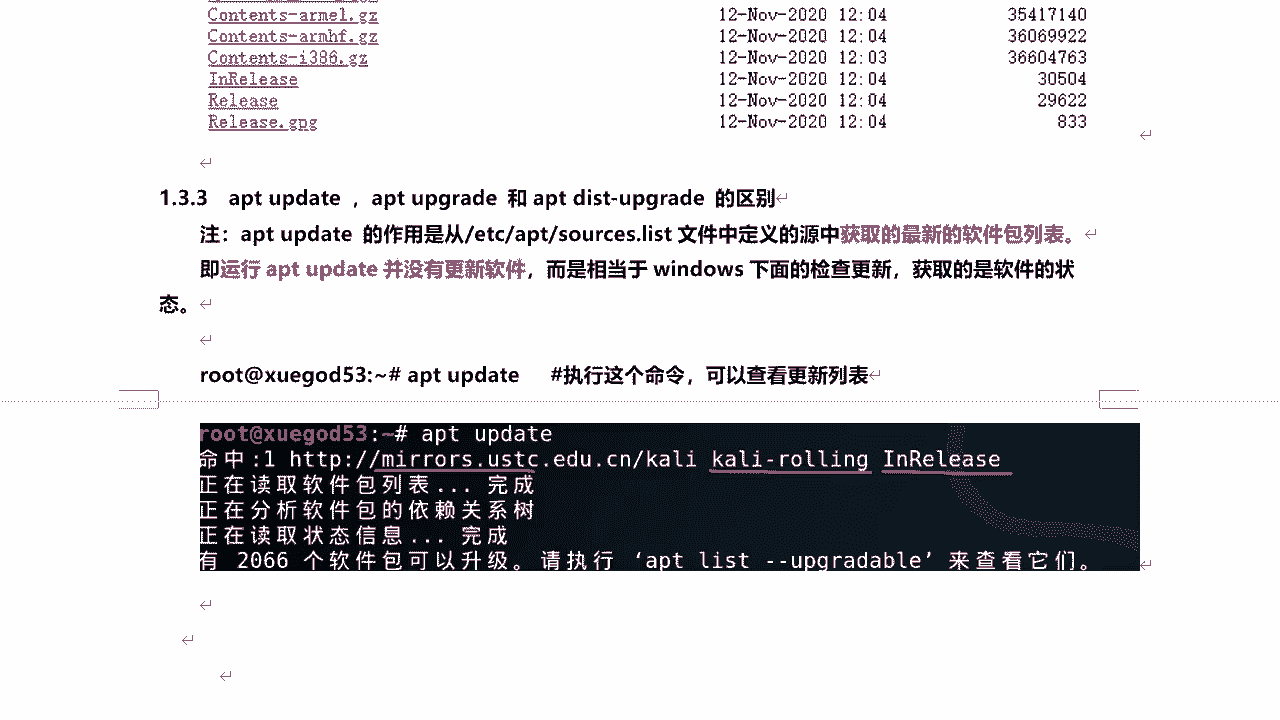 Contents-armel.gz 12-Nov-2020 12:04 35417140
Contents-armhf.gz 12-Nov-2020 12:04 36069922
Contents-i386.gz 12-Nov-2020 12:03 36604763
InRelease 12-Nov-2020 12:04 30504
Release 12-Nov-2020 12:04 29622
Release.gpg 12-Nov-2020 12:04 833
1.3.3 apt update ，apt upgrade 和 apt dist-upgrade 的区别
注：apt update 的作用是从/etc/apt/sources.list 文件中定义的源中获取的最新的软件包列表。
即运行 apt update 并没有更新软件，而是相当于 windows 下面的检查更新，获取的是软件的状
态。
root@xuegod53:~# apt update #执行这个命令，可以查看更新列表
root@xuegod53:~# apt update
命中:1 http://mirrors.ustc.edu.cn/kali kali-rolling InRelease
正在读取软件包列表... 完成
正在分析软件包的依赖关系树
正在读取状态信息... 完成
有 2066 个软件包可以升级。请执行 ‘apt list --upgradable’ 来查看它们。